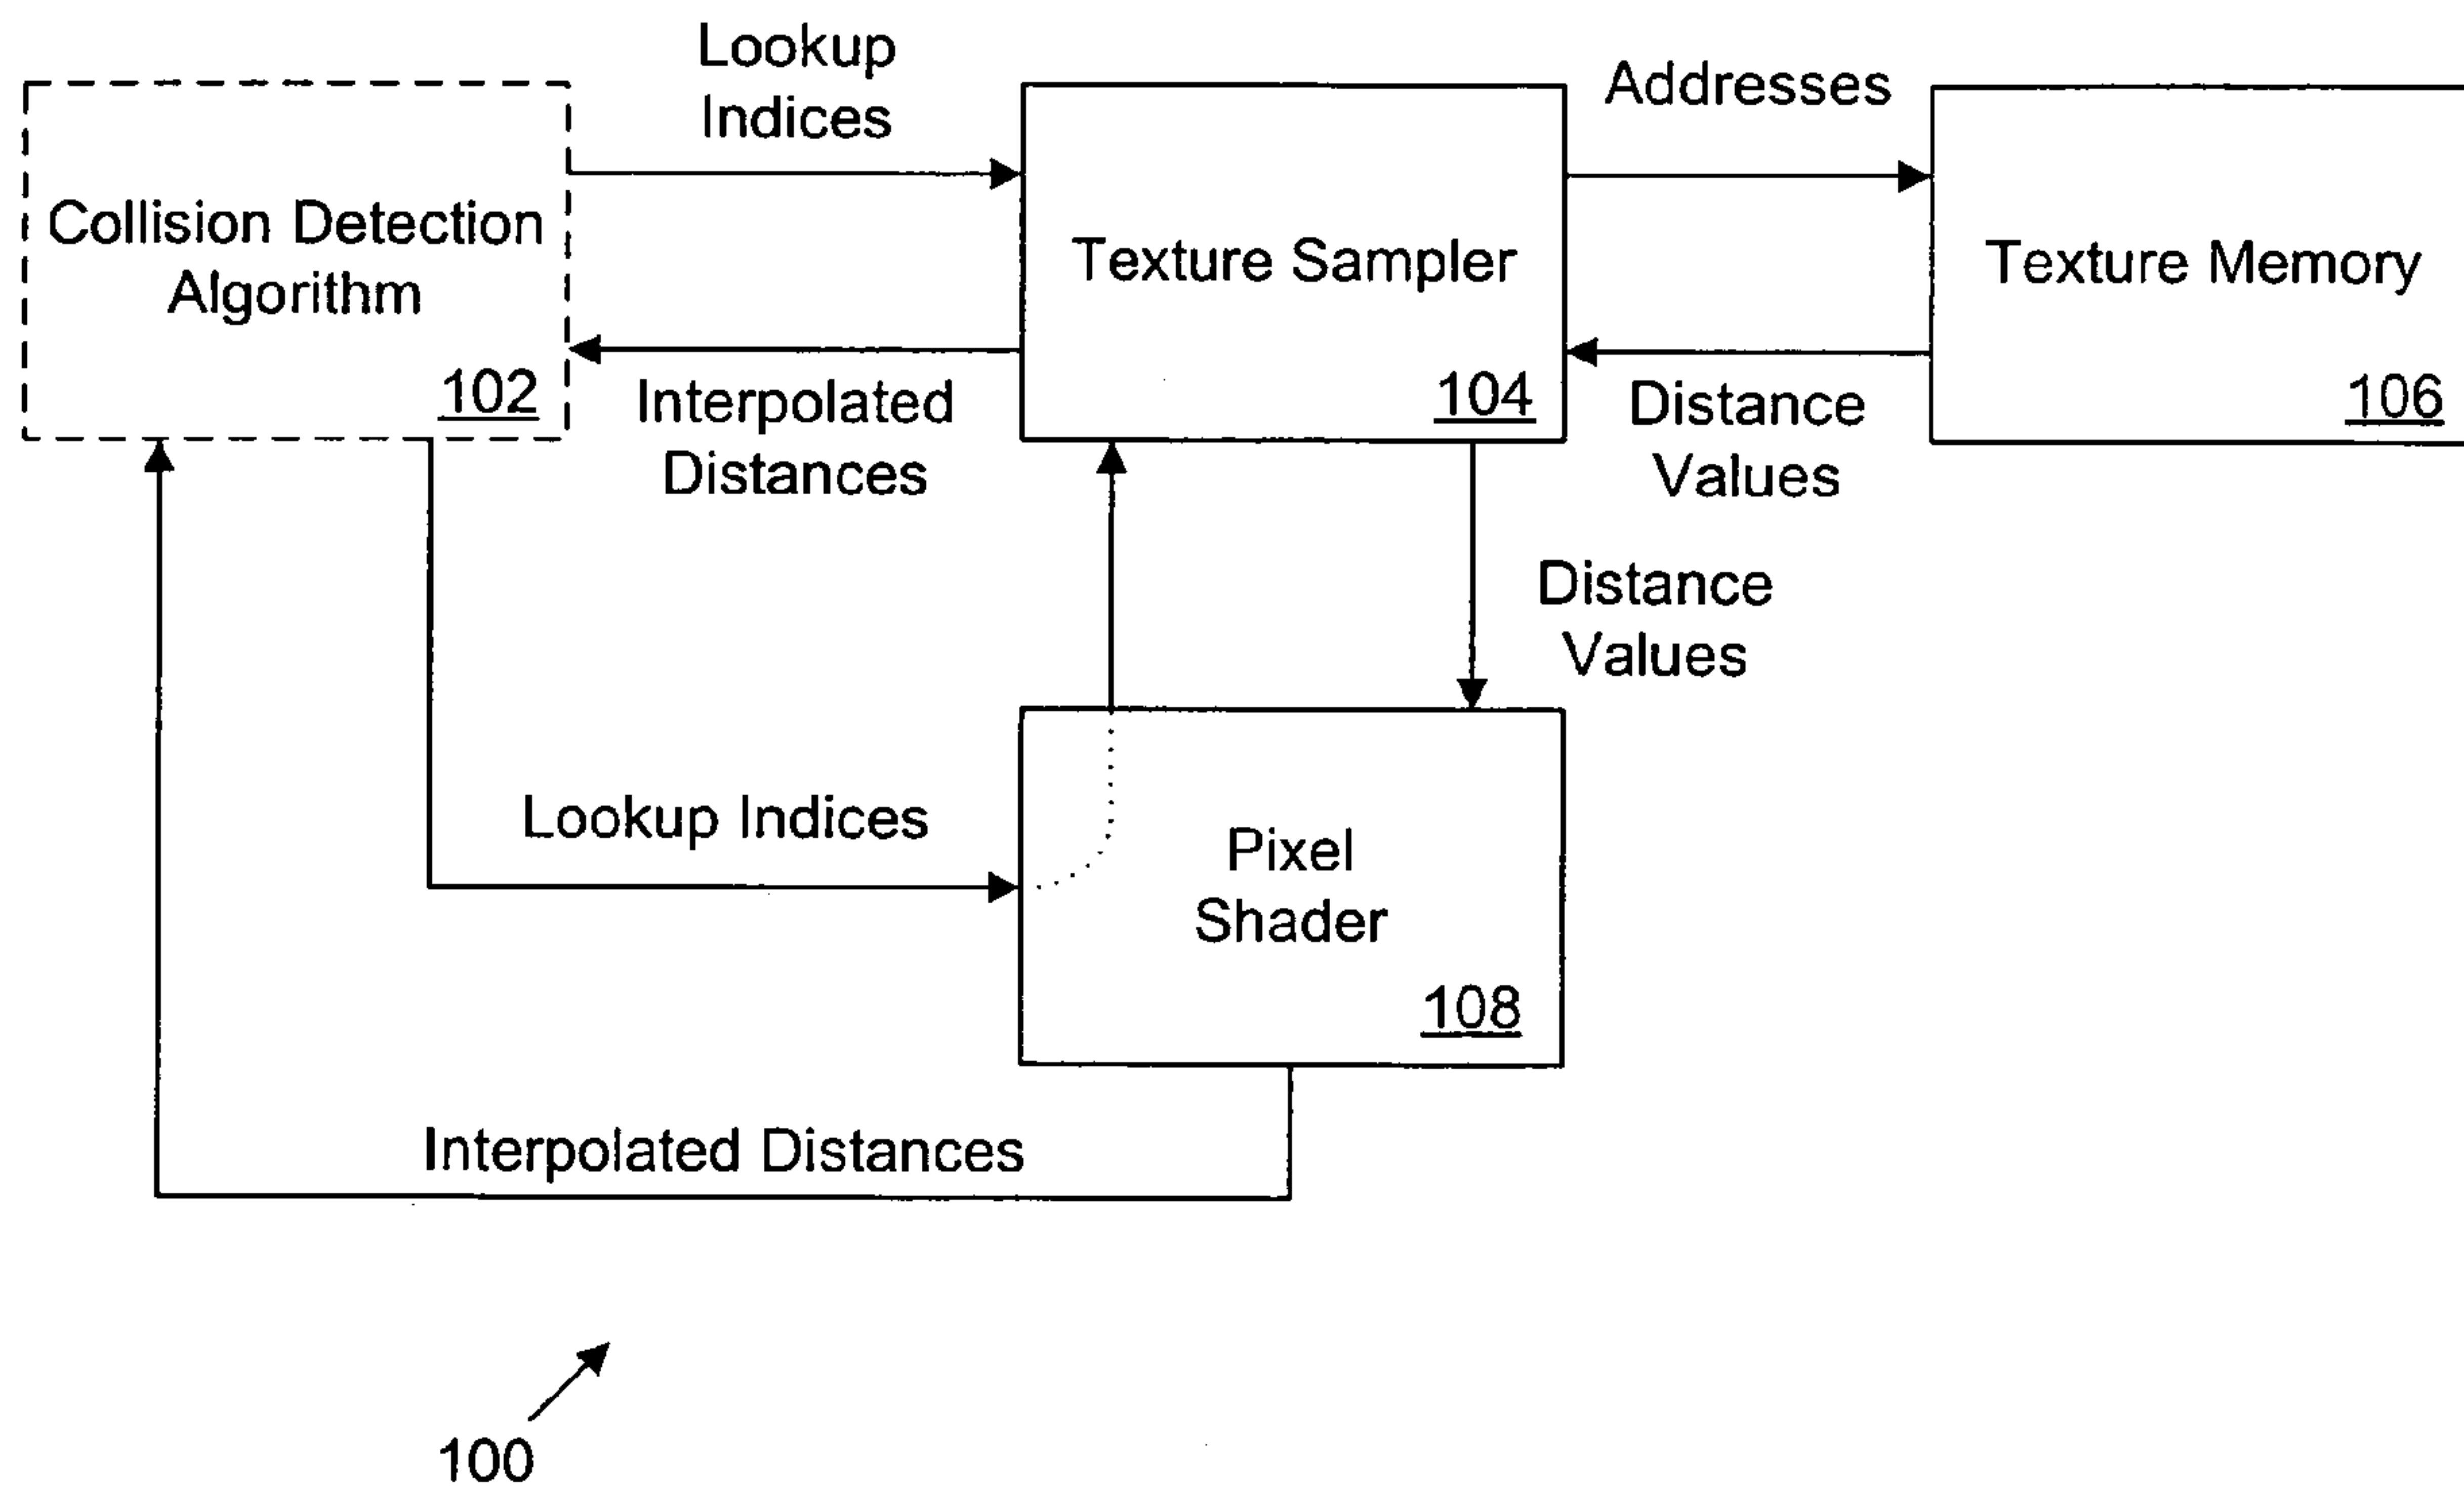 Lookup
Indices
Addresses
Collision Detection
Algorithm
102
Texture Sampler
104
Texture Memory
106
Interpolated
Distances
Distance
Values
Distance
Values
Lookup Indices
Pixel
Shader
108
Interpolated Distances
100